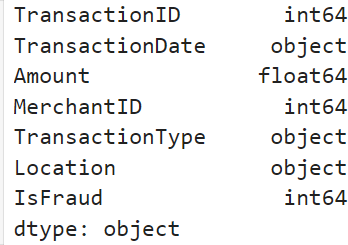 TransactionID int64
TransactionDate object
Amount float64
MerchantID int64
TransactionType object
Location object
IsFraud int64
dtype: object